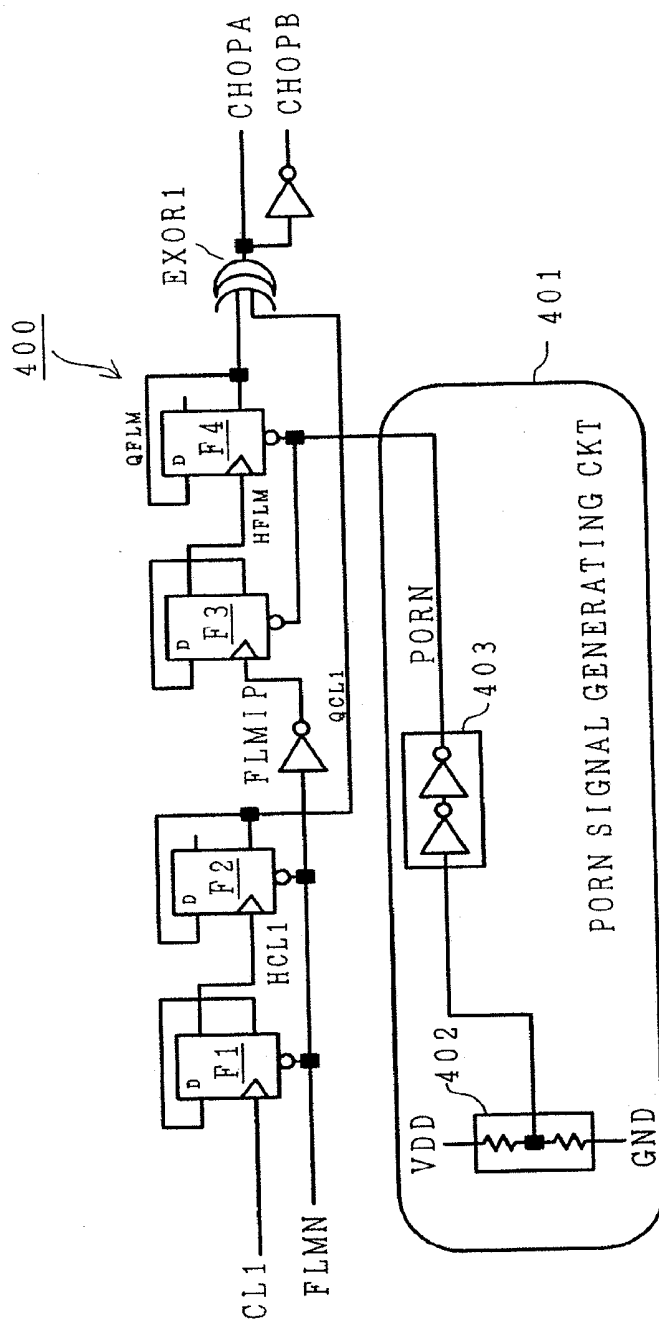 400
CL1
FLMN
D
F1
HCL1
D
F2
QCL1
FLMIP
D
F3
HFLM
QFLM
D
F4
EXOR1
CHOPA
CHOPB
401
402
VDD
GND
403
PORN
PORN SIGNAL GENERATING CKT